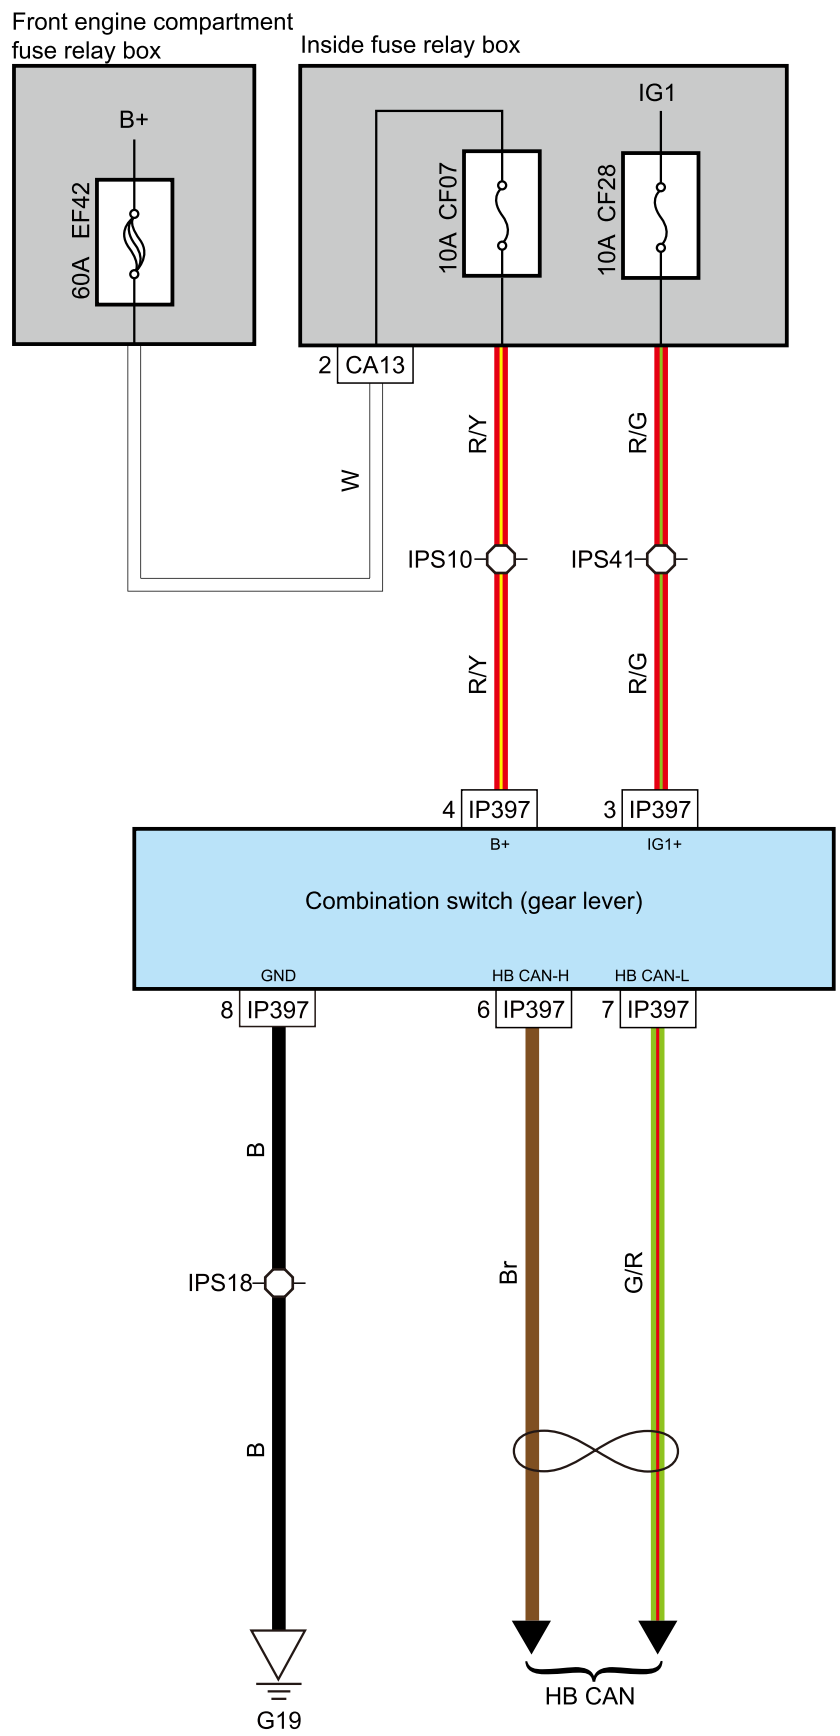 Front engine compartment
fuse relay box
Inside fuse relay box
B+
IG1
60A EF42
10A CF07
10A CF28
2 CA13
W
R/Y
R/G
IPS10
IPS41
R/Y
R/G
4 IP397
3 IP397
B+
IG1+
Combination switch (gear lever)
GND
HB CAN-H
HB CAN-L
8 IP397
6 IP397
7 IP397
B
IPS18
Br
G/R
B
HB CAN
G19